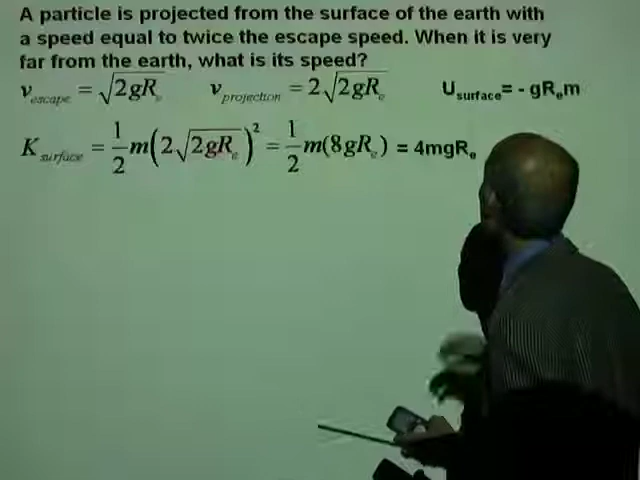 A particle is projected from the surface of the earth with
a speed equal to twice the escape speed. When it is very
far from the earth, what is its speed?
v_escape = √(2gR_e) v_projection = 2√(2gR_e) U_surface = - gR_em
K_surface = 1/2 m(2√(2gR_e))² = 1/2 m(8gR_e) = 4mgR_e